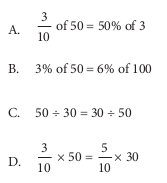 A. 3/10 of 50 = 50% of 3
B. 3% of 50 = 6% of 100
C. 50 ÷ 30 = 30 ÷ 50
D. 3/10 × 50 = 5/10 × 30